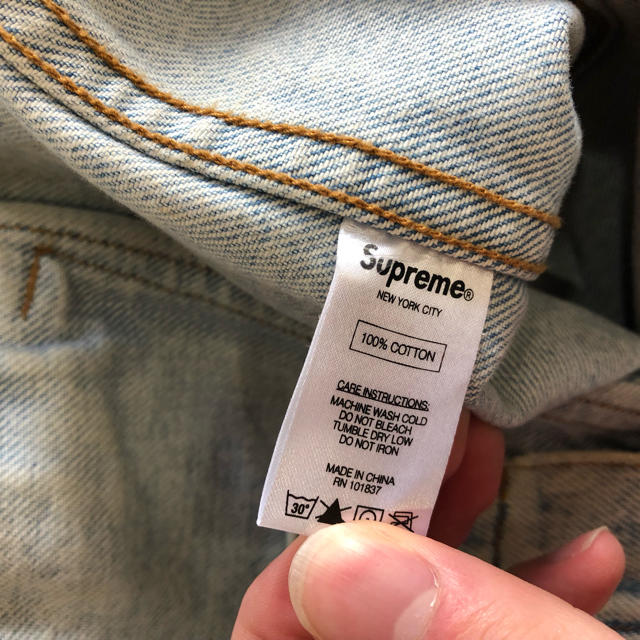 Supreme®
NEW YORK CITY
100% COTTON
CARE INSTRUCTIONS:
MACHINE WASH COLD
DO NOT BLEACH
TUMBLE DRY LOW
DO NOT IRON
MADE IN CHINA
RN 101837
30°